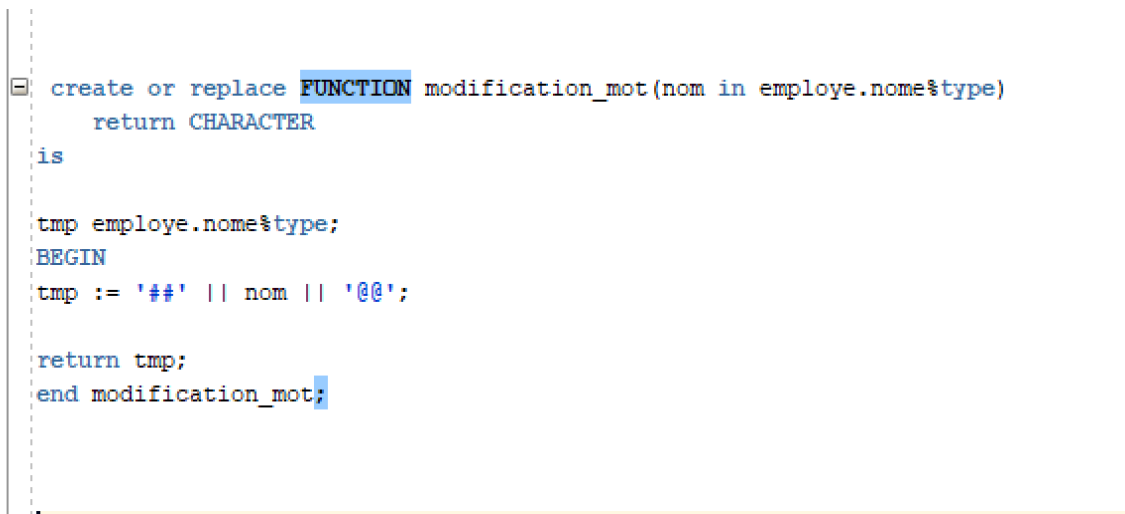 create or replace FUNCTION modification_mot(nom in employe.nome%type)
return CHARACTER
is
tmp employe.nome%type;
BEGIN
tmp := '##' || nom || '@@';
return tmp;
end modification_mot;